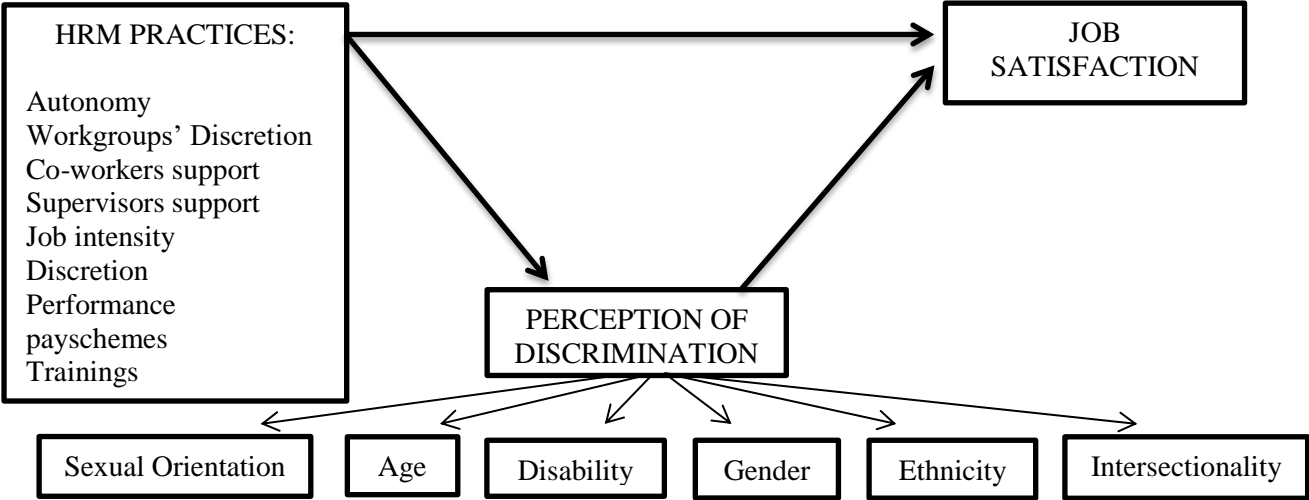 HRM PRACTICES:
Autonomy
Workgroups’ Discretion
Co-workers support
Supervisors support
Job intensity
Discretion
Performance
payschemes
Trainings
JOB
SATISFACTION
PERCEPTION OF
DISCRIMINATION
Sexual Orientation
Age
Disability
Gender
Ethnicity
Intersectionality